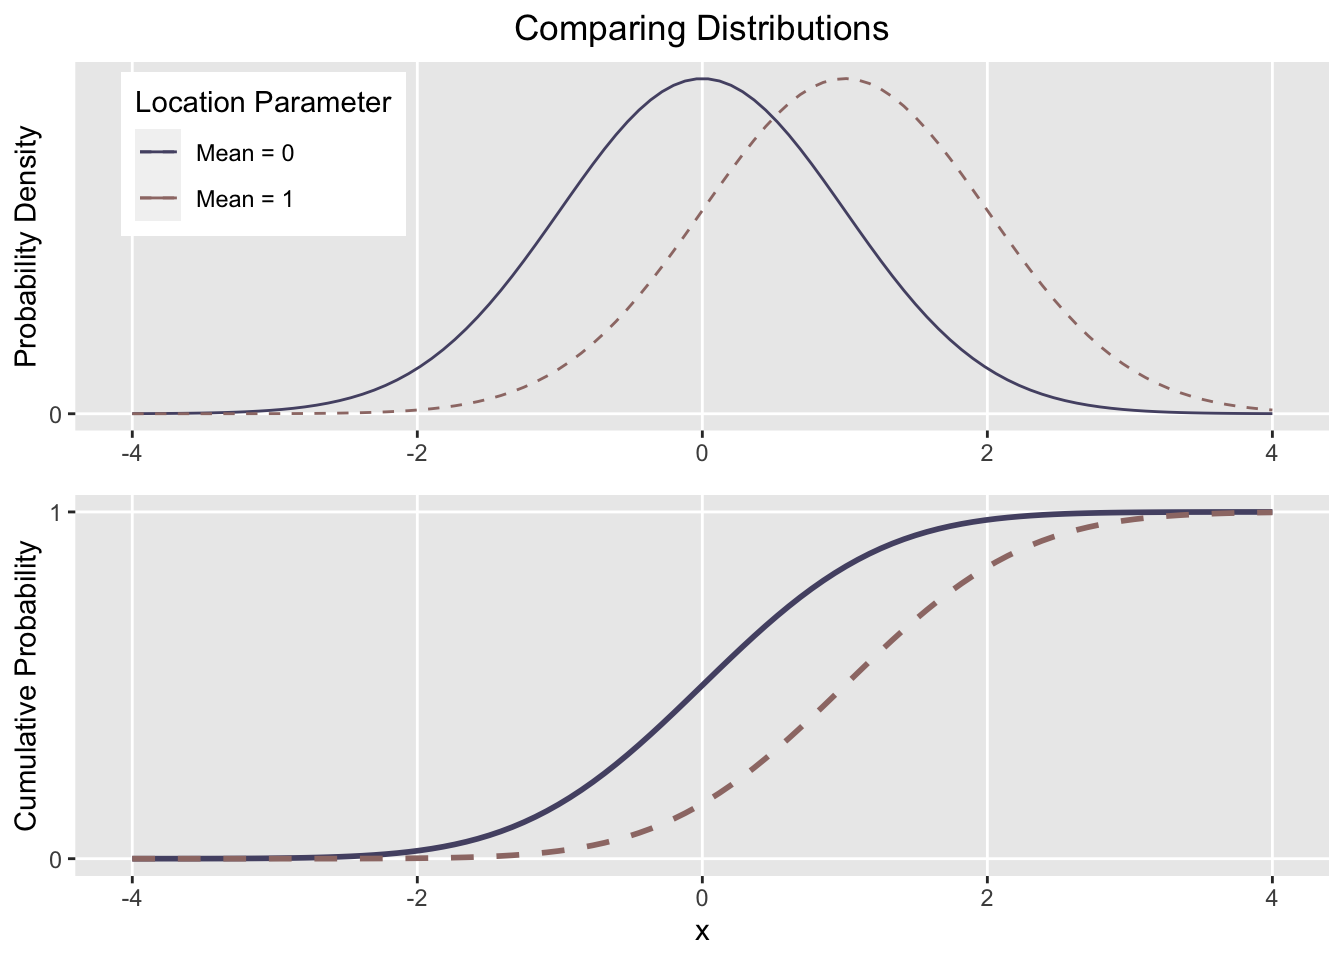 Comparing Distributions
Location Parameter
Mean = 0
Mean = 1
Probability Density
0
-4 -2 0 2 4
1
Cumulative Probability
0
-4 -2 0 2 4
x